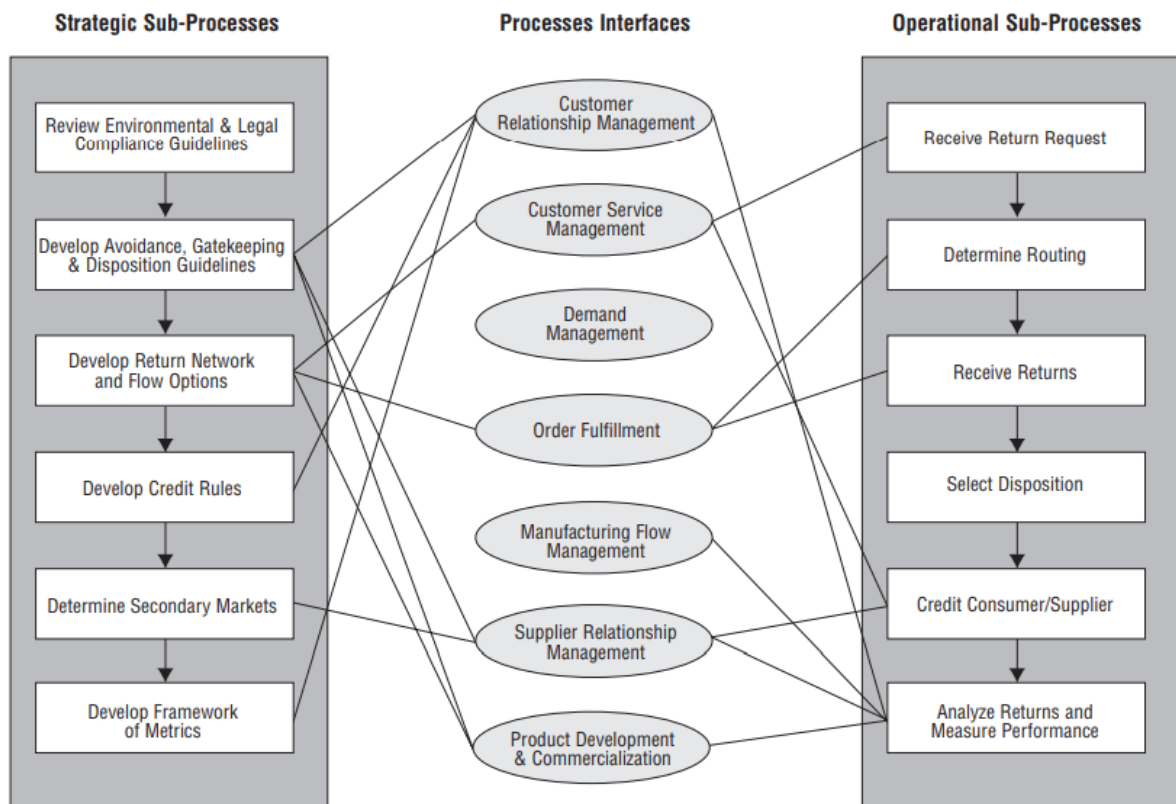 Strategic Sub-Processes
Processes Interfaces
Operational Sub-Processes
Review Environmental & Legal
Compliance Guidelines
Develop Avoidance, Gatekeeping
& Disposition Guidelines
Develop Return Network
and Flow Options
Develop Credit Rules
Determine Secondary Markets
Develop Framework
of Metrics
Customer
Relationship Management
Customer Service
Management
Demand
Management
Order Fulfillment
Manufacturing Flow
Management
Supplier Relationship
Management
Product Development
& Commercialization
Receive Return Request
Determine Routing
Receive Returns
Select Disposition
Credit Consumer/Supplier
Analyze Returns and
Measure Performance